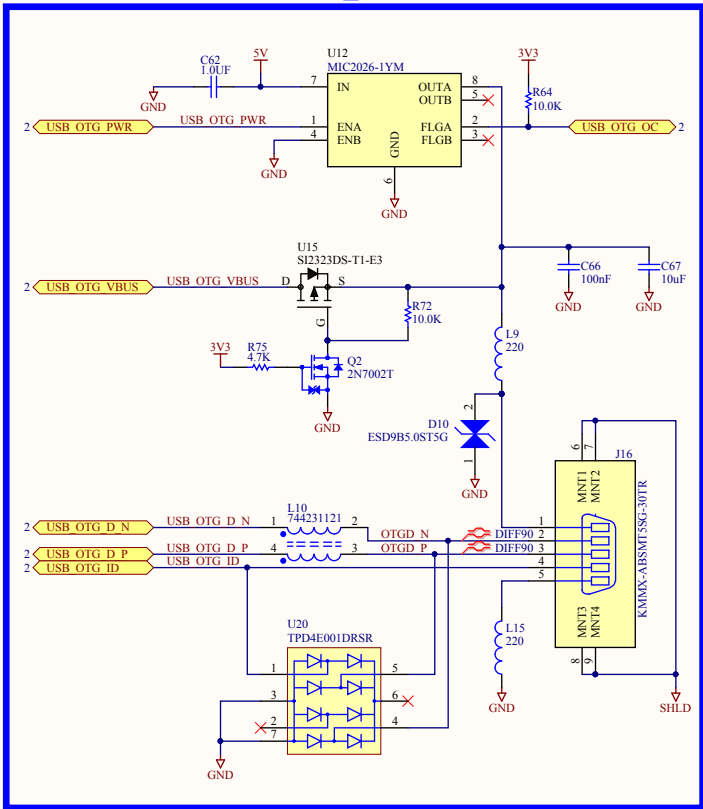 C62
1.0UF
5V
GND
U12
MIC2026-1YM
7
IN
OUTA
8
OUTB
5
3V3
R64
10.0K
2
USB_OTG_PWR
USB_OTG_PWR
1
ENA
FLGA
2
USB_OTG_OC
2
4
ENB
FLGB
3
GND
GND
6
GND
U15
SI2323DS-T1-E3
2
USB_OTG_VBUS
USB_OTG_VBUS
D
S
G
R72
10.0K
C66
100nF
GND
C67
10uF
GND
3V3
R75
4.7K
Q2
2N7002T
GND
L9
220
D10
ESD9B5.0ST5G
2
1
GND
J16
6
7
MNT1
MNT2
L10
744231121
2
USB_OTG_D_N
USB_OTG_D_N
1
2
OTGD_N
DIFF90
2
USB_OTG_D_P
USB_OTG_D_P
4
3
OTGD_P
DIFF90
2
USB_OTG_ID
USB_OTG_ID
1
2
3
4
5
KMMX-ABSMT5SG-30TR
MNT3
MNT4
8
9
SHLD
L15
220
GND
U20
TPD4E001DRSR
1
5
3
6
2
4
7
GND